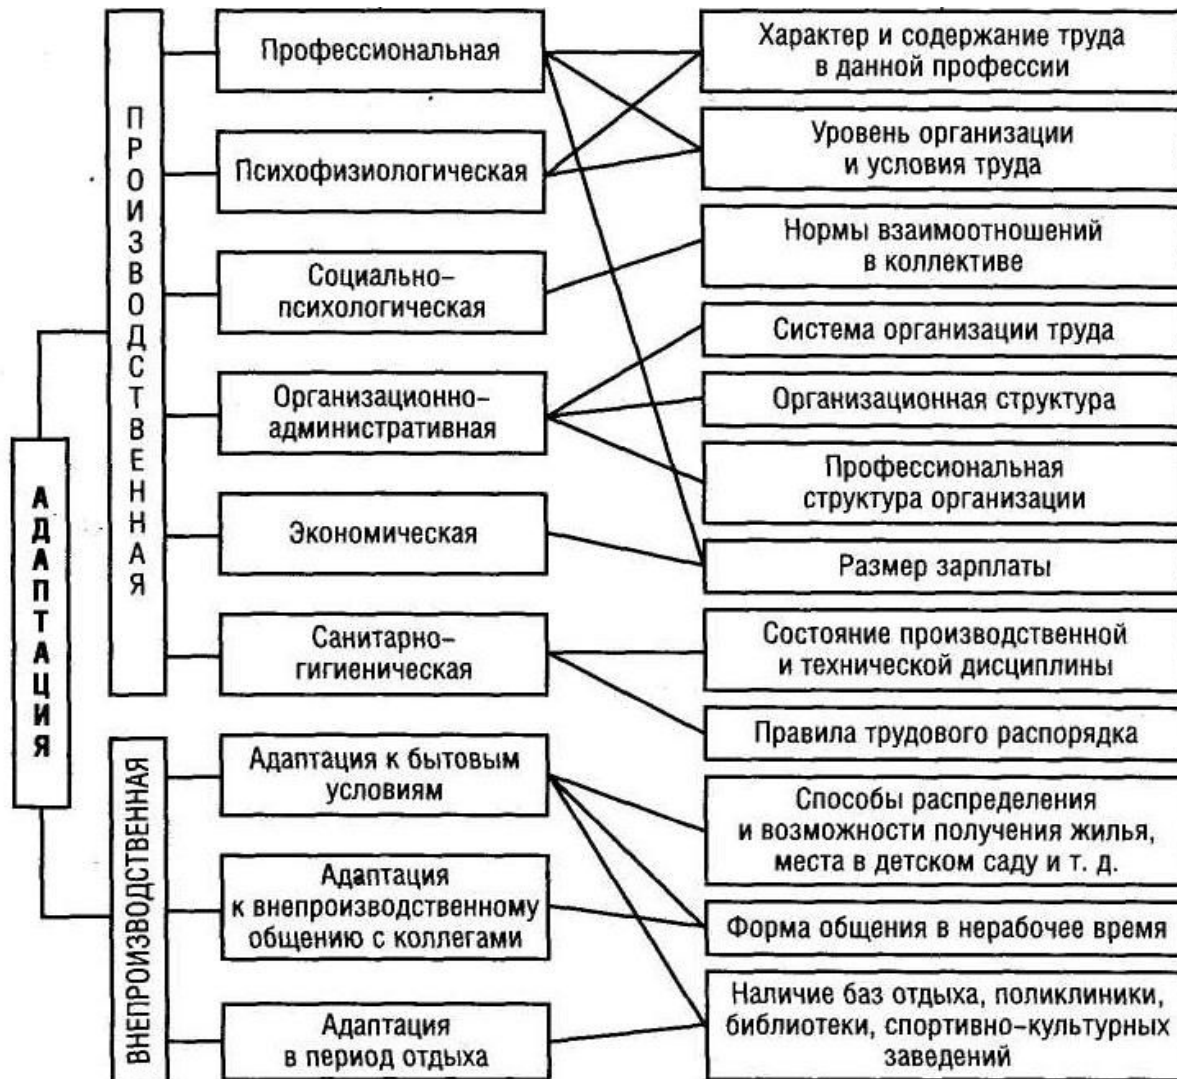 АДАПТАЦИЯ
ПРОИЗВОДСТВЕННАЯ
Профессиональная
Психофизиологическая
Социально-
психологическая
Организационно-
административная
Экономическая
Санитарно-
гигиеническая
ВНЕПРОИЗВОДСТВЕННАЯ
Адаптация к бытовым
условиям
Адаптация
к внепроизводственному
общению с коллегами
Адаптация
в период отдыха
Характер и содержание труда
в данной профессии
Уровень организации
и условия труда
Нормы взаимоотношений
в коллективе
Система организации труда
Организационная структура
Профессиональная
структура организации
Размер зарплаты
Состояние производственной
и технической дисциплины
Правила трудового распорядка
Способы распределения
и возможности получения жилья,
места в детском саду и т. д.
Форма общения в нерабочее время
Наличие баз отдыха, поликлиники,
библиотеки, спортивно-культурных
заведений